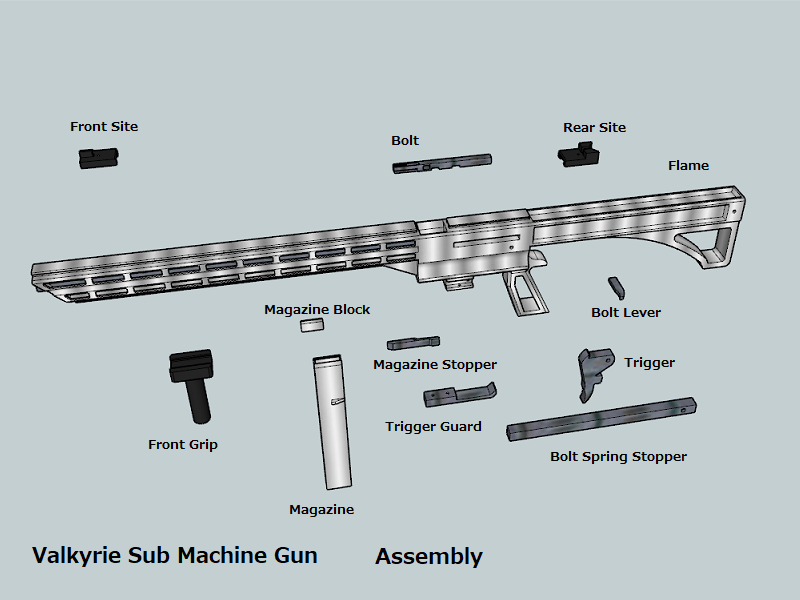 Front Site
Bolt
Rear Site
Flame
Magazine Block
Bolt Lever
Magazine Stopper
Trigger
Trigger Guard
Front Grip
Bolt Spring Stopper
Magazine
Valkyrie Sub Machine Gun
Assembly